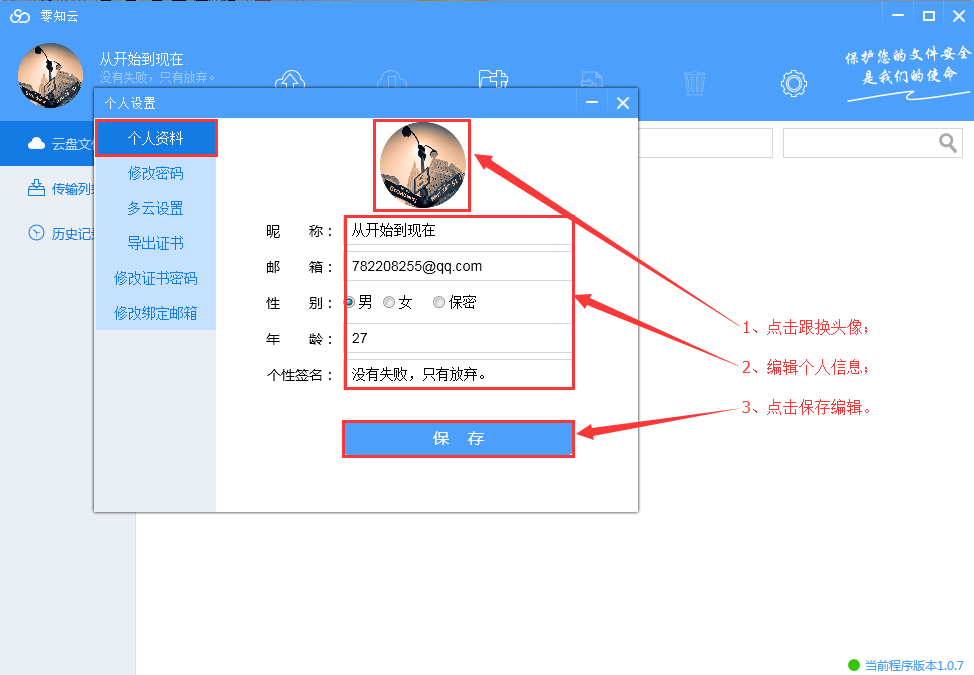 零知云
从开始到现在
没有失败，只有放弃。
保护您的文件安全
是我们的使命
个人设置
云盘文
传输列
历史记
个人资料
修改密码
多云设置
导出证书
修改证书密码
修改绑定邮箱
昵 称： 从开始到现在
邮 箱： 782208255@qq.com
性 别： 男 女 保密
年 龄： 27
个性签名： 没有失败，只有放弃。
保 存
1、点击跟换头像；
2、编辑个人信息；
3、点击保存编辑。
当前程序版本1.0.7